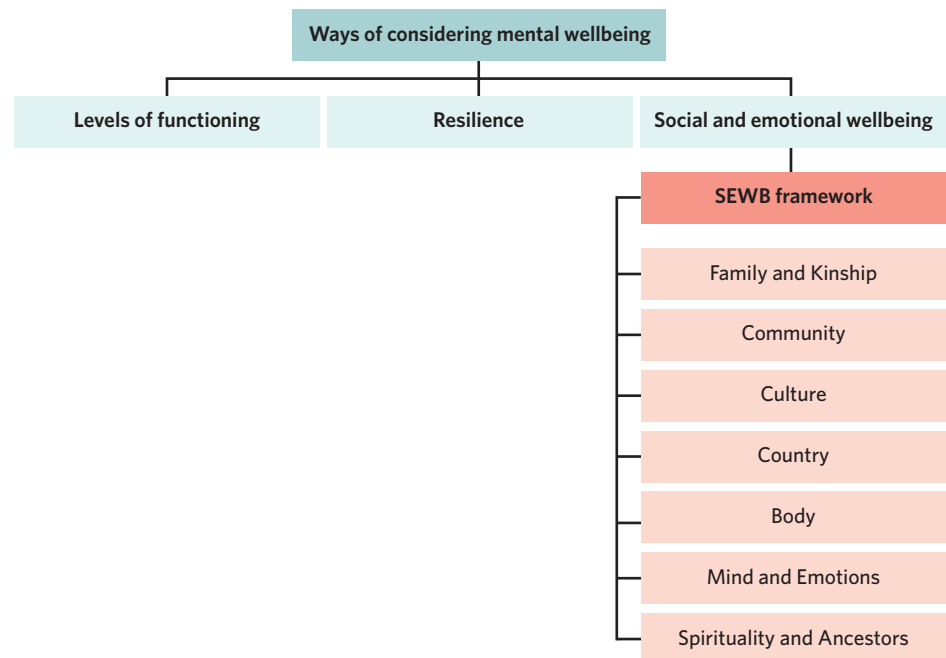 Ways of considering mental wellbeing
Levels of functioning
Resilience
Social and emotional wellbeing
SEWB framework
Family and Kinship
Community
Culture
Country
Body
Mind and Emotions
Spirituality and Ancestors